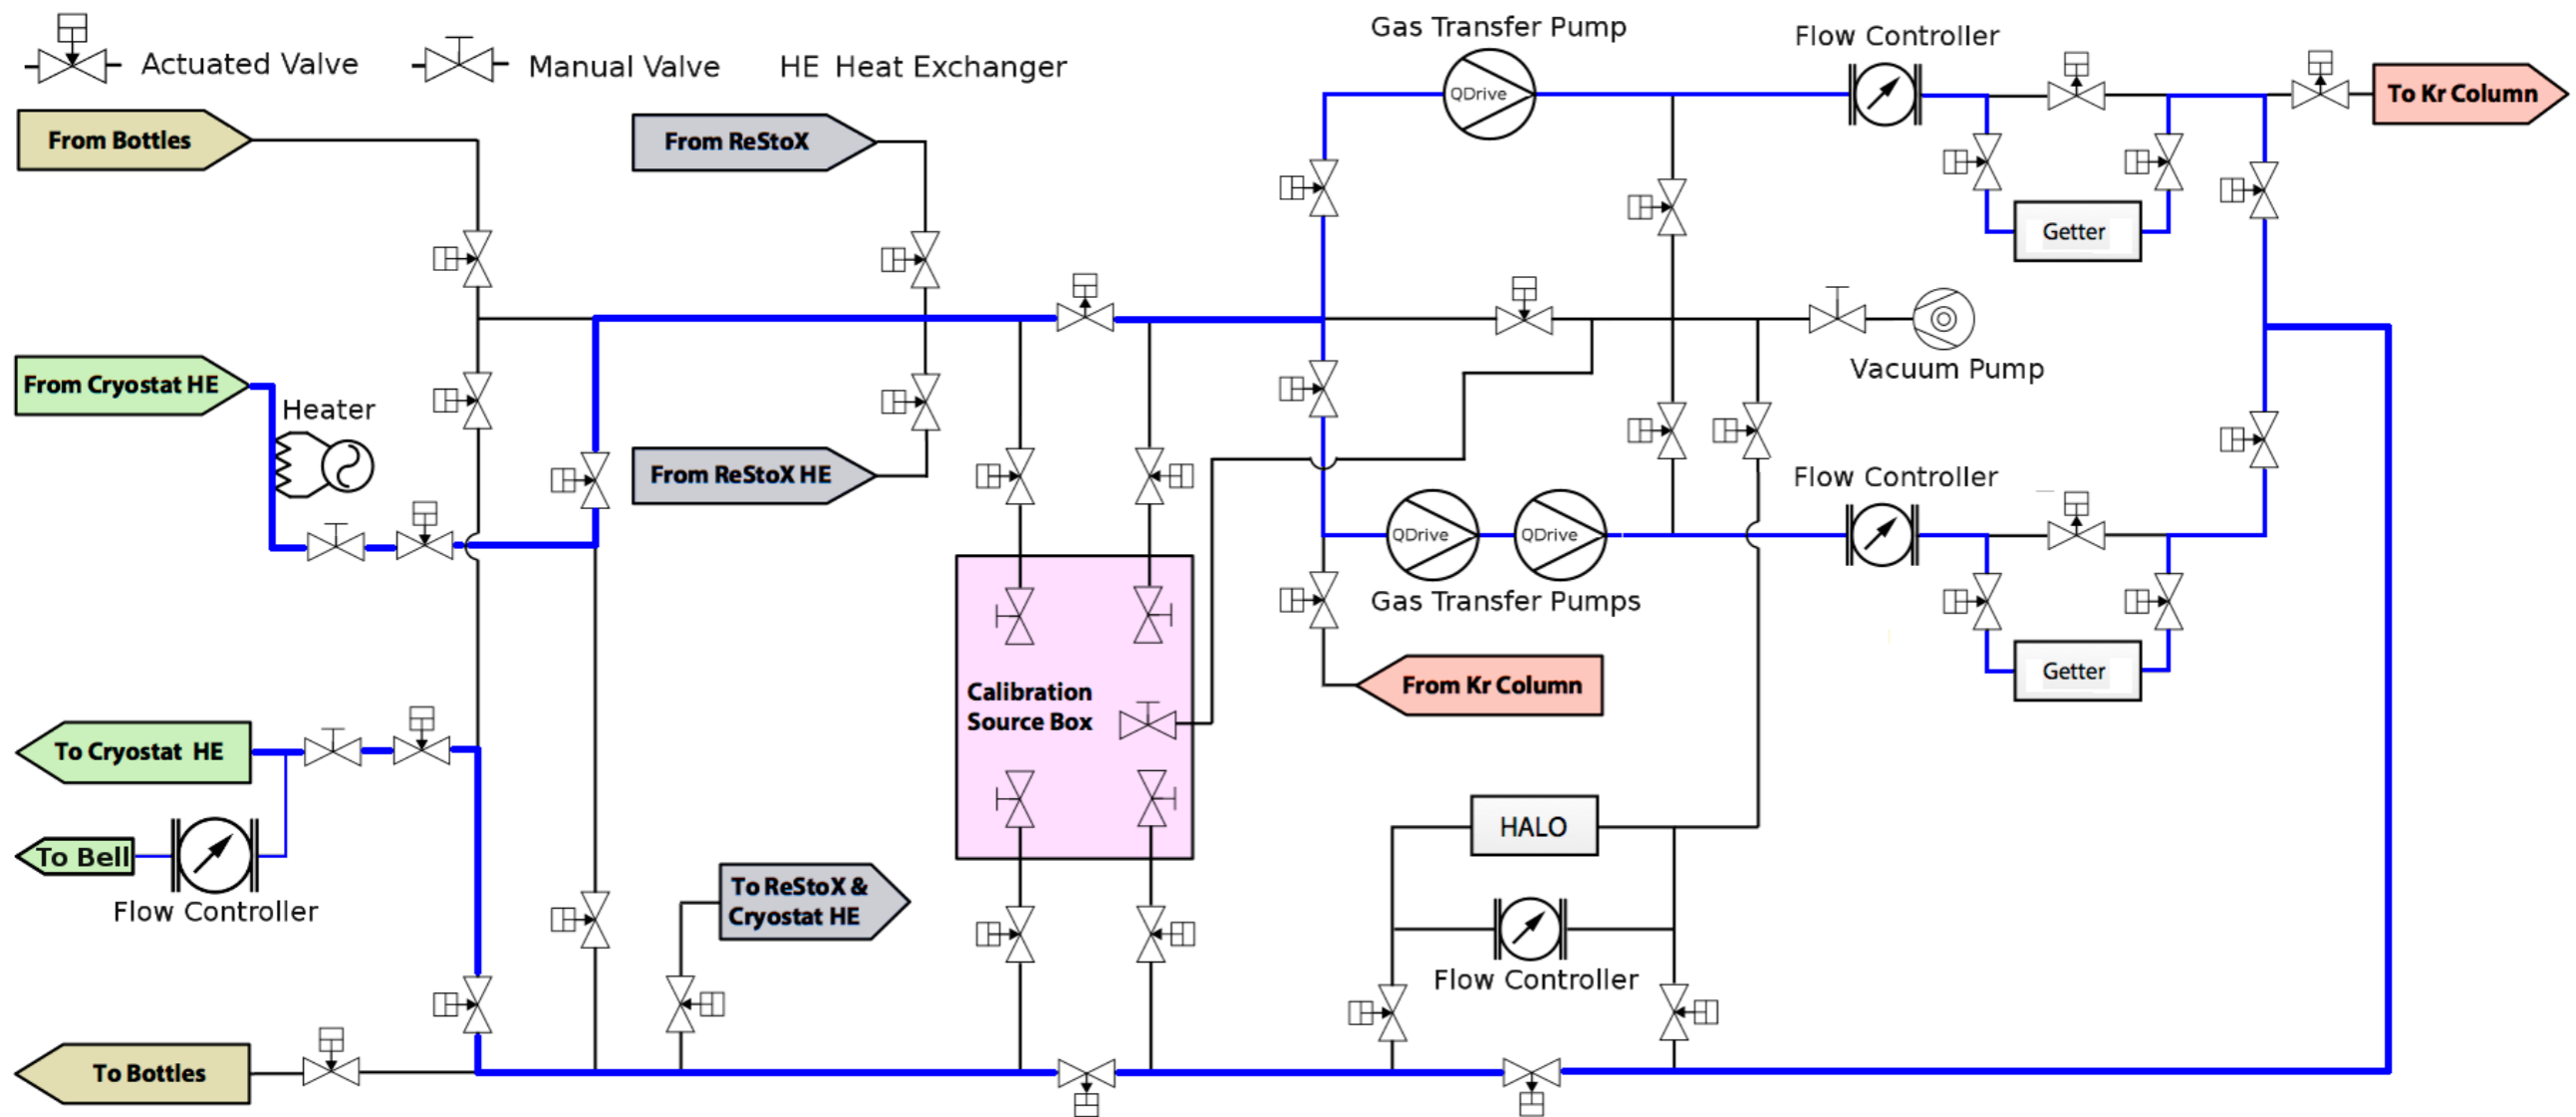 Actuated Valve
Manual Valve
HE Heat Exchanger
Gas Transfer Pump
QDrive
Flow Controller
To Kr Column
From Bottles
From ReStoX
Getter
From Cryostat HE
Heater
Vacuum Pump
From ReStoX HE
Flow Controller
QDrive
QDrive
Gas Transfer Pumps
Getter
From Kr Column
Calibration
Source Box
To Cryostat HE
To Bell
Flow Controller
To ReStoX &
Cryostat HE
HALO
Flow Controller
To Bottles